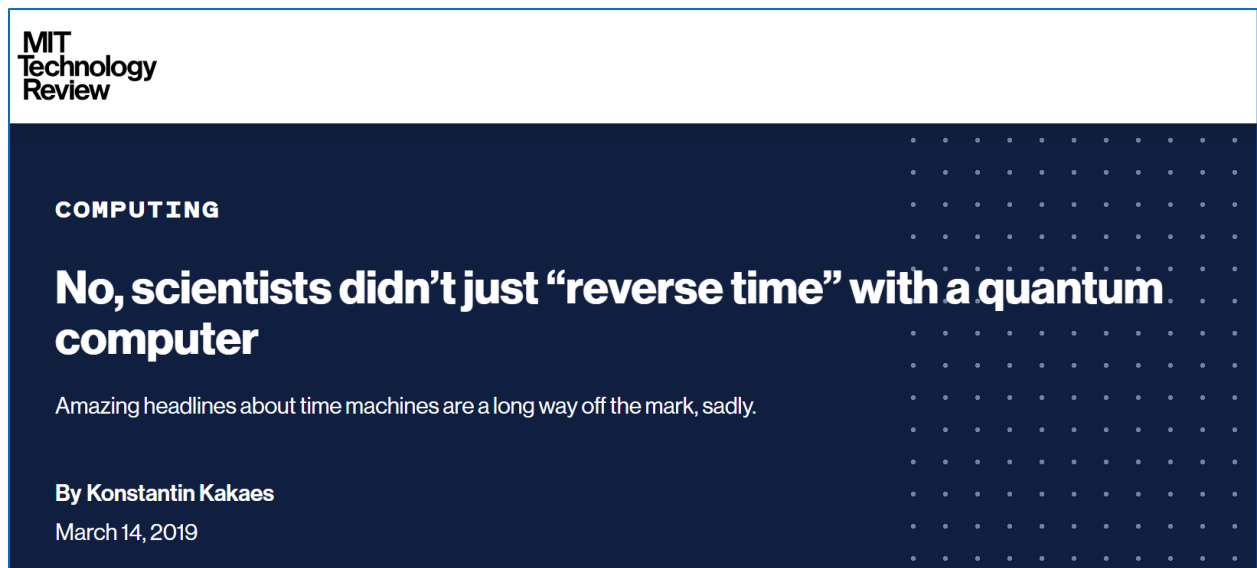 MIT
Technology
Review
COMPUTING
No, scientists didn’t just “reverse time” with a quantum
computer
Amazing headlines about time machines are a long way off the mark, sadly.
By Konstantin Kakaes
March 14, 2019